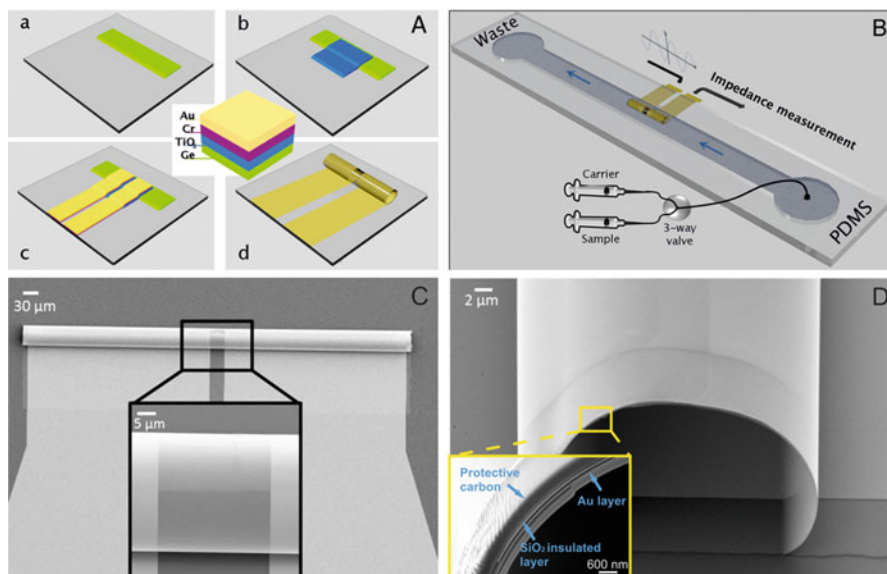 a
b
A
Au
Cr
TiO₂
Ge
c
d
B
Waste
Impedance measurement
Carrier
Sample
3-way
valve
PDMS
C
30 µm
5 µm
D
2 µm
Protective
carbon
Au layer
SiO₂ insulated
layer
600 nm